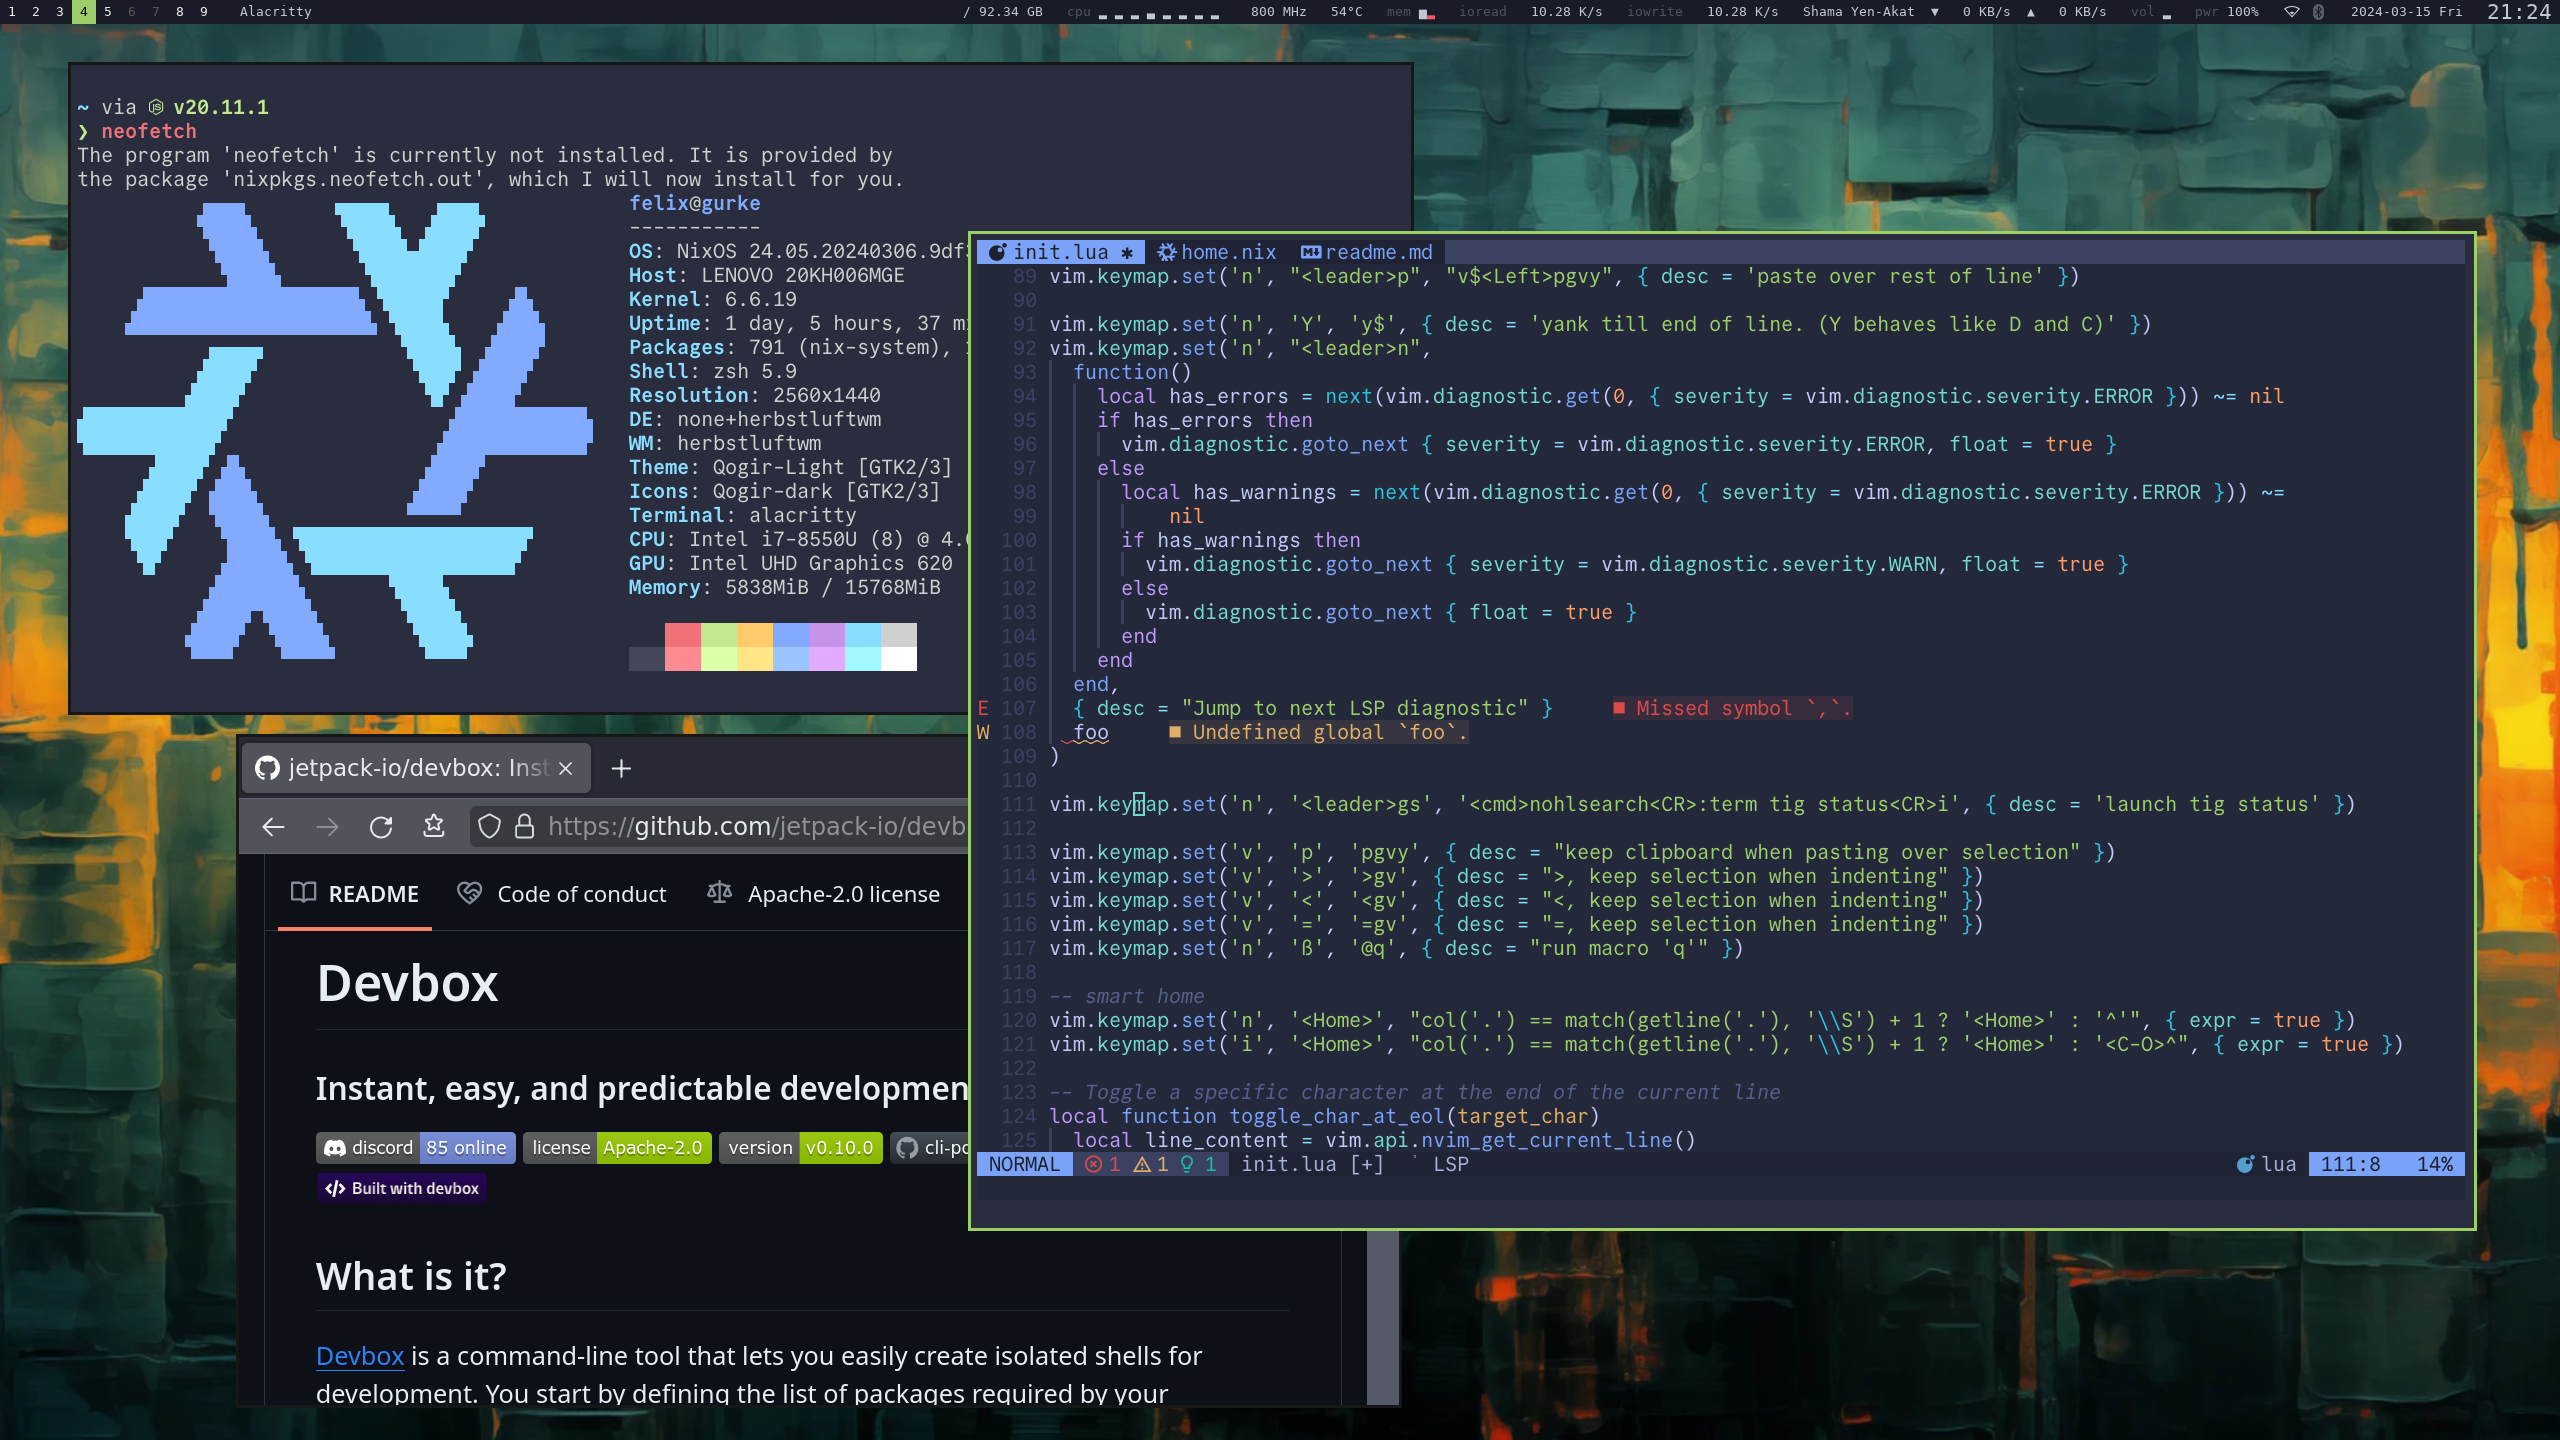 1 2 3 4 5 6 7 8 9 Alacritty / 92.34 GB cpu 800 MHz 54°C mem ioread 10.28 K/s iowrite 10.28 K/s Shama Yen-Akat ▼ 0 KB/s ▲ 0 KB/s vol pwr 100% 2024-03-15 Fri 21:24
~ via v20.11.1
❯ neofetch
The program 'neofetch' is currently not installed. It is provided by
the package 'nixpkgs.neofetch.out', which I will now install for you.
felix@gurke
-----------
OS: NixOS 24.05.20240306.9df
Host: LENOVO 20KH006MGE
Kernel: 6.6.19
Uptime: 1 day, 5 hours, 37
Packages: 791 (nix-system),
Shell: zsh 5.9
Resolution: 2560x1440
DE: none+herbstluftwm
WM: herbstluftwm
Theme: Qogir-Light [GTK2/3]
Icons: Qogir-dark [GTK2/3]
Terminal: alacritty
CPU: Intel i7-8550U (8) @ 4.
GPU: Intel UHD Graphics 620
Memory: 5838MiB / 15768MiB
init.lua ✱ home.nix readme.md
89 vim.keymap.set('n', "<leader>p", "v$<Left>pgvy", { desc = 'paste over rest of line' })
90
91 vim.keymap.set('n', 'Y', 'y$', { desc = 'yank till end of line. (Y behaves like D and C)' })
92 vim.keymap.set('n', "<leader>n",
93 function()
94 local has_errors = next(vim.diagnostic.get(0, { severity = vim.diagnostic.severity.ERROR })) ~= nil
95 if has_errors then
96 vim.diagnostic.goto_next { severity = vim.diagnostic.severity.ERROR, float = true }
97 else
98 local has_warnings = next(vim.diagnostic.get(0, { severity = vim.diagnostic.severity.ERROR })) ~=
99 nil
100 if has_warnings then
101 vim.diagnostic.goto_next { severity = vim.diagnostic.severity.WARN, float = true }
102 else
103 vim.diagnostic.goto_next { float = true }
104 end
105 end
106 end,
E 107 { desc = "Jump to next LSP diagnostic" } ■ Missed symbol `,`.
W 108 foo ■ Undefined global `foo`.
109 )
110
111 vim.keymap.set('n', '<leader>gs', '<cmd>nohlsearch<CR>:term tig status<CR>i', { desc = 'launch tig status' })
112
113 vim.keymap.set('v', 'p', 'pgvy', { desc = "keep clipboard when pasting over selection" })
114 vim.keymap.set('v', '>', '>gv', { desc = ">, keep selection when indenting" })
115 vim.keymap.set('v', '<', '<gv', { desc = "<, keep selection when indenting" })
116 vim.keymap.set('v', '=', '=gv', { desc = "=, keep selection when indenting" })
117 vim.keymap.set('n', 'ß', '@q', { desc = "run macro 'q'" })
118
119 -- smart home
120 vim.keymap.set('n', '<Home>', "col('.') == match(getline('.'), '\\S') + 1 ? '<Home>' : '^'", { expr = true })
121 vim.keymap.set('i', '<Home>', "col('.') == match(getline('.'), '\\S') + 1 ? '<Home>' : '<C-O>^", { expr = true })
122
123 -- Toggle a specific character at the end of the current line
124 local function toggle_char_at_eol(target_char)
125 local line_content = vim.api.nvim_get_current_line()
NORMAL 1 1 1 init.lua [+] LSP lua 111:8 14%
jetpack-io/devbox: Inst
https://github.com/jetpack-io/devb
README Code of conduct Apache-2.0 license
Devbox
Instant, easy, and predictable developmen
discord 85 online license Apache-2.0 version v0.10.0 cli-po
Built with devbox
What is it?
Devbox is a command-line tool that lets you easily create isolated shells for
development. You start by defining the list of packages required by your